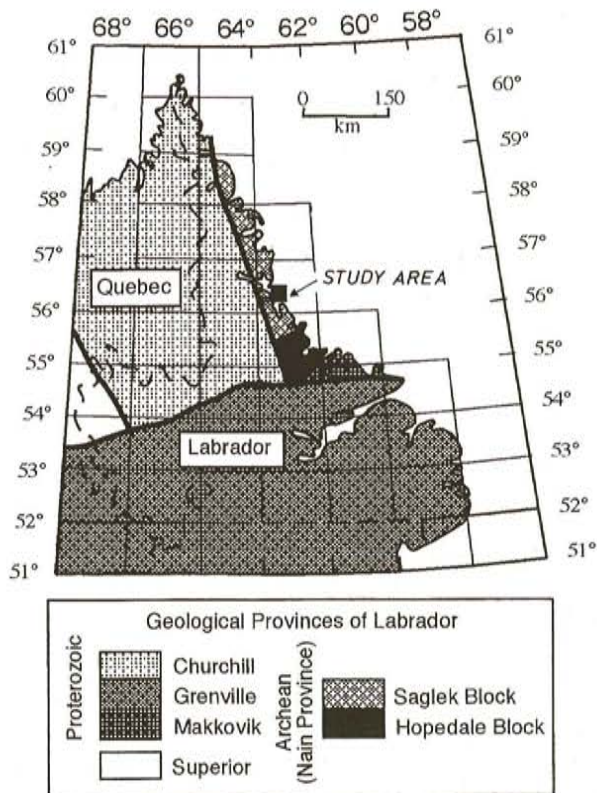 68° 66° 64° 62° 60° 58°
61° 61°
60° 60°
59° 59°
58° 58°
57° 57°
56° 56°
55° 55°
54° 54°
53° 53°
52° 52°
51° 51°
0 150
km
STUDY AREA
Quebec
Labrador
Geological Provinces of Labrador
Proterozoic
Churchill
Grenville
Makkovik
Superior
Archean
(Nain Province)
Saglek Block
Hopedale Block